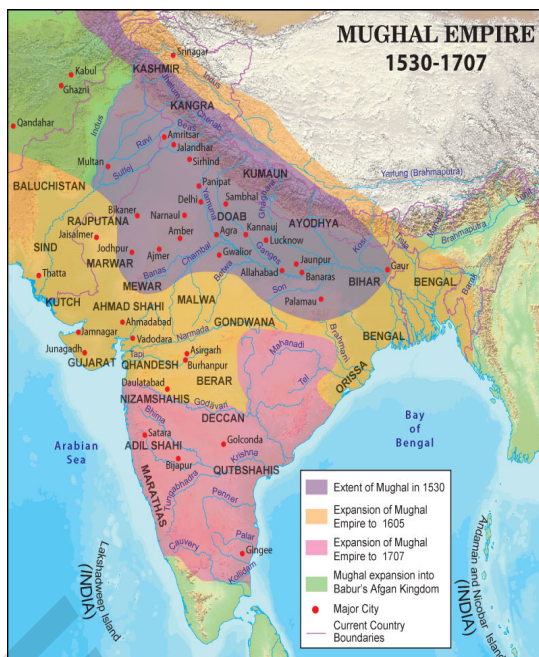 MUGHAL EMPIRE
1530-1707
Srinagar
KASHMIR
Indus
Kabul
Ghazni
Jhelum
Chenab
KANGRA
Qandahar
Indus
Ravi
Beas
Amritsar
Jalandhar
Sirhind
Multan
Sutlej
KUMAUN
Yarlung (Brahmaputra)
BALUCHISTAN
Panipat
Ghaghara
Bikaner
Delhi
Sambhal
Yamuna
RAJPUTANA
Narnaul
DOAB
AYODHYA
Lohit
Jaisalmer
Amber
Agra
Kannauj
Kosi
Brahmaputra
SIND
MARWAR
Jodhpur
Ajmer
Chambal
Gwalior
Lucknow
Ganges
Thatta
Banas
MEWAR
Betwa
Allahabad
Jaunpur
Banaras
BIHAR
Gaur
BENGAL
Barak
KUTCH
AHMAD SHAHI
MALWA
Son
Palamau
Jamnagar
Ahmadabad
GONDWANA
BENGAL
Vadodara
Narmada
Brahmani
Junagadh
GUJARAT
Tapi
Asirgarh
QHANDESH
Burhanpur
Mahanadi
Daulatabad
BERAR
Tel
ORISSA
NIZAMSHAHIS
Godavari
DECCAN
Bay
of
Bengal
Arabian
Sea
Bhima
Satara
ADIL SHAHI
Golconda
Krishna
Bijapur
QUTBSHAHIS
MARATHAS
Tungabhadra
Penner
Palar
Cauvery
Gingee
Kollidam
Lakshadweep Island
(INDIA)
Andaman and Nicobar Island
(INDIA)
Extent of Mughal in 1530
Expansion of Mughal
Empire to 1605
Expansion of Mughal
Empire to 1707
Mughal expansion into
Babur's Afgan Kingdom
Major City
Current Country
Boundaries